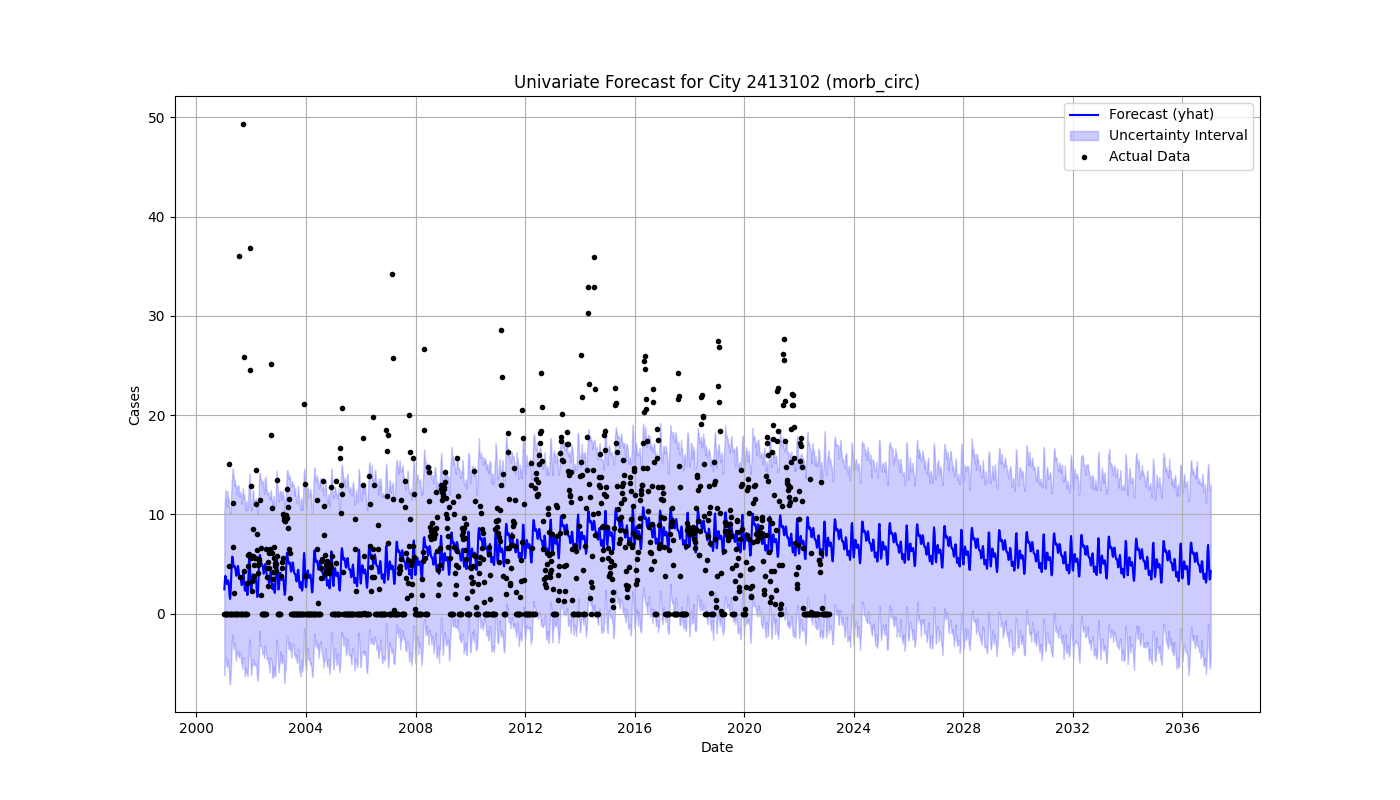 Univariate Forecast for City 2413102 (morb_circ)
Forecast (yhat)
Uncertainty Interval
Actual Data
50
40
30
20
10
0
Cases
2000 2004 2008 2012 2016 2020 2024 2028 2032 2036
Date